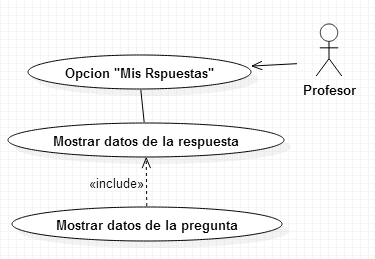 Opcion "Mis Rspuestas"
Profesor
Mostrar datos de la respuesta
«include»
Mostrar datos de la pregunta